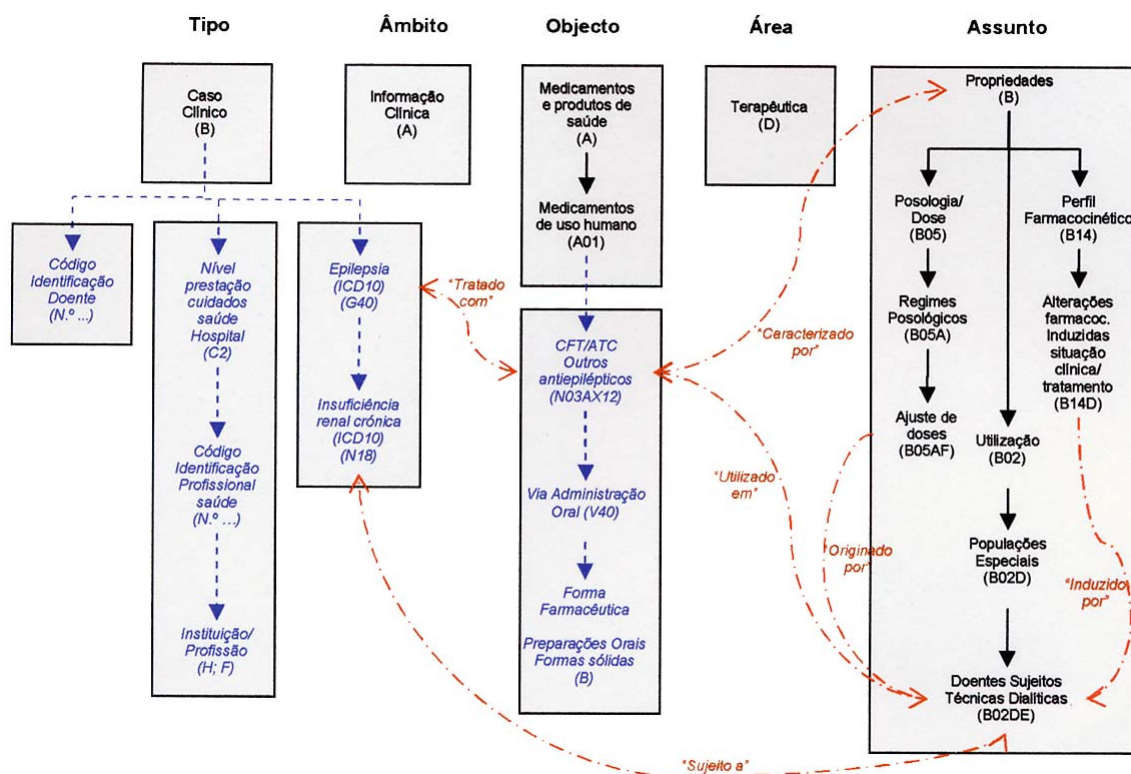 Tipo
Âmbito
Objecto
Área
Assunto
Caso
Clínico
(B)
Informação
Clínica
(A)
Medicamentos
e produtos de
saúde
(A)
Medicamentos
de uso humano
(A01)
Terapêutica
(D)
Propriedades
(B)
Código
Identificação
Doente
(N.º ...)
Nível
prestação
cuidados
saúde
Hospital
(C2)
Código
Identificação
Profissional
saúde
(N.º ...)
Instituição/
Profissão
(H; F)
Epilepsia
(ICD10)
(G40)
Insuficiência
renal crónica
(ICD10)
(N18)
"Tratado
com"
CFT/ATC
Outros
antiepilépticos
(N03AX12)
Via Administração
Oral (V40)
Forma
Farmacêutica
Preparações Orais
Formas sólidas
(B)
"Caracterizado
por"
"Utilizado
em"
"Originado
por"
"Induzido
por"
"Sujeito a"
Posologia/
Dose
(B05)
Regimes
Posológicos
(B05A)
Ajuste de
doses
(B05AF)
Utilização
(B02)
Populações
Especiais
(B02D)
Doentes Sujeitos
Técnicas Dialíticas
(B02DE)
Perfil
Farmacocinético
(B14)
Alterações
farmacoc.
Induzidas
situação
clínica/
tratamento
(B14D)